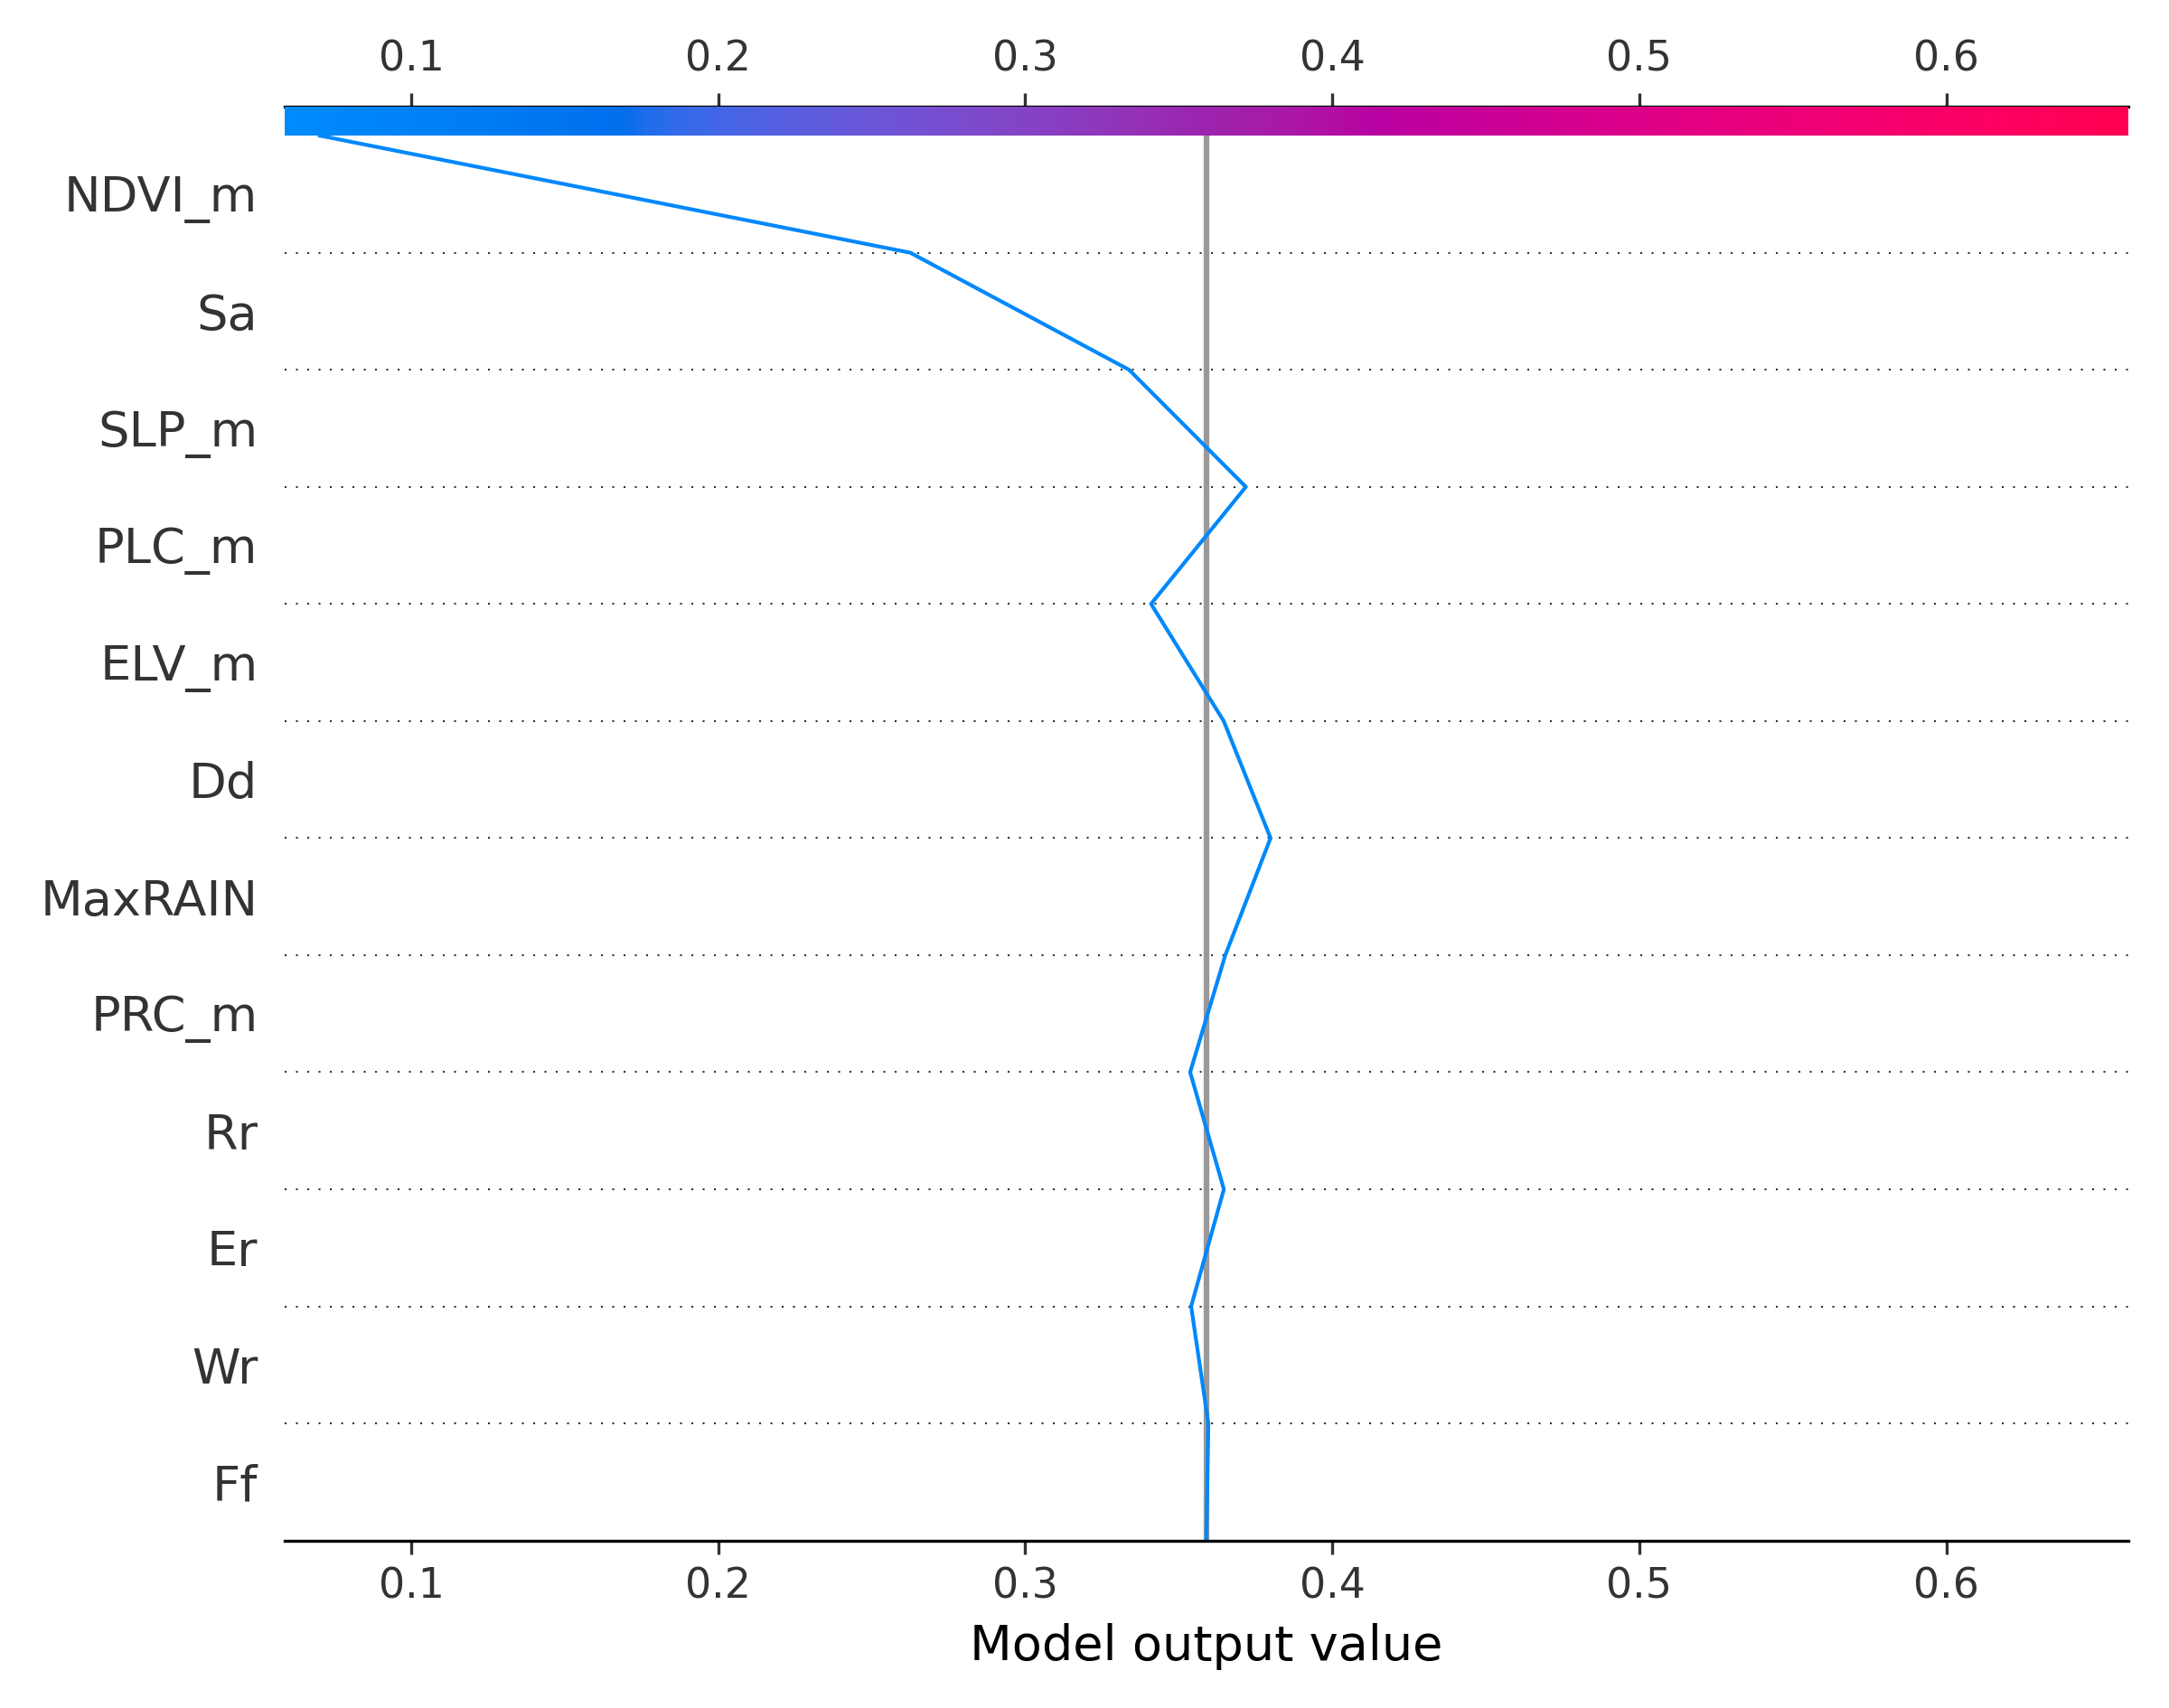 0.1 0.2 0.3 0.4 0.5 0.6
NDVI_m
Sa
SLP_m
PLC_m
ELV_m
Dd
MaxRAIN
PRC_m
Rr
Er
Wr
Ff
0.1 0.2 0.3 0.4 0.5 0.6
Model output value